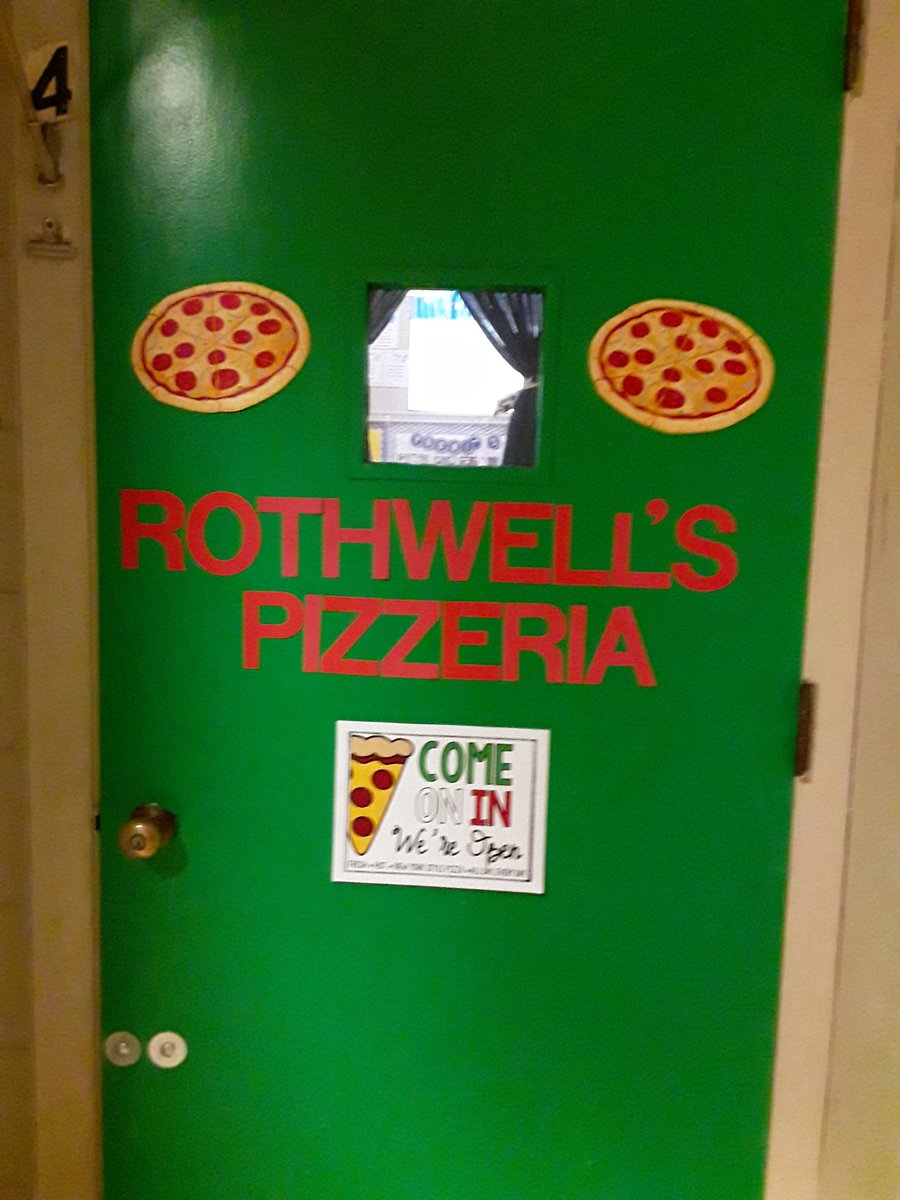 4
ROTHWELL'S
PIZZERIA
COME
ON IN
We're Open